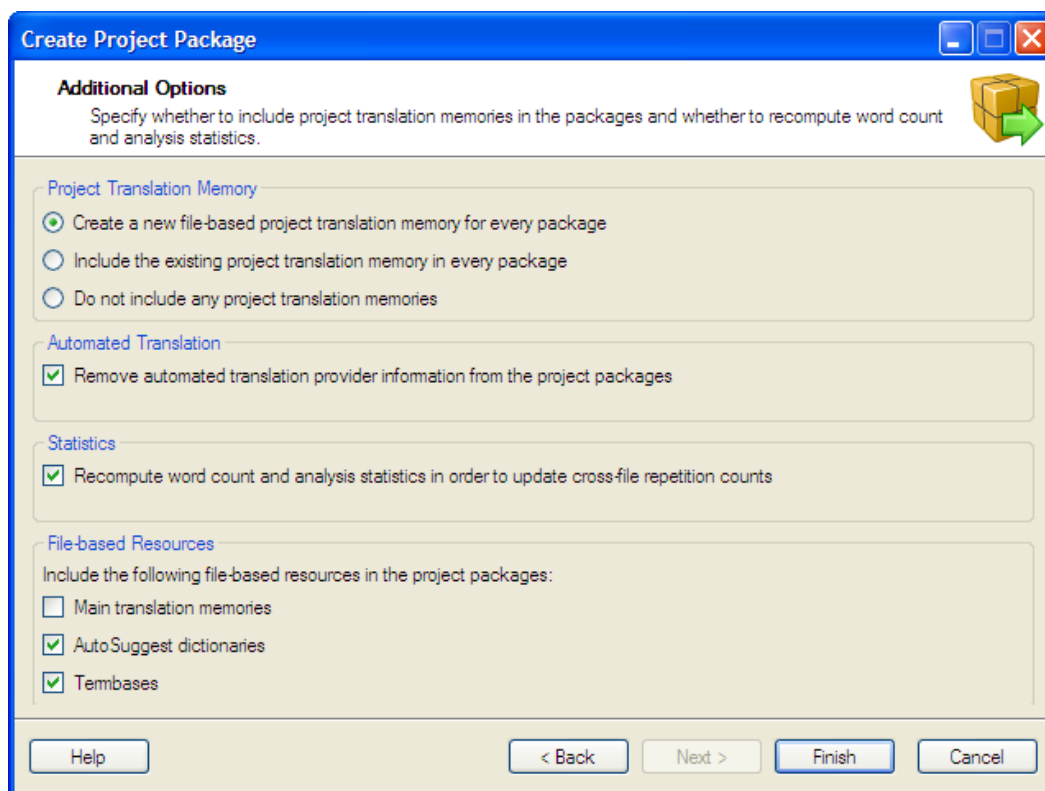 Create Project Package
Additional Options
Specify whether to include project translation memories in the packages and whether to recompute word count
and analysis statistics.
Project Translation Memory
Create a new file-based project translation memory for every package
Include the existing project translation memory in every package
Do not include any project translation memories
Automated Translation
Remove automated translation provider information from the project packages
Statistics
Recompute word count and analysis statistics in order to update cross-file repetition counts
File-based Resources
Include the following file-based resources in the project packages:
Main translation memories
AutoSuggest dictionaries
Termbases
Help
< Back
Next >
Finish
Cancel